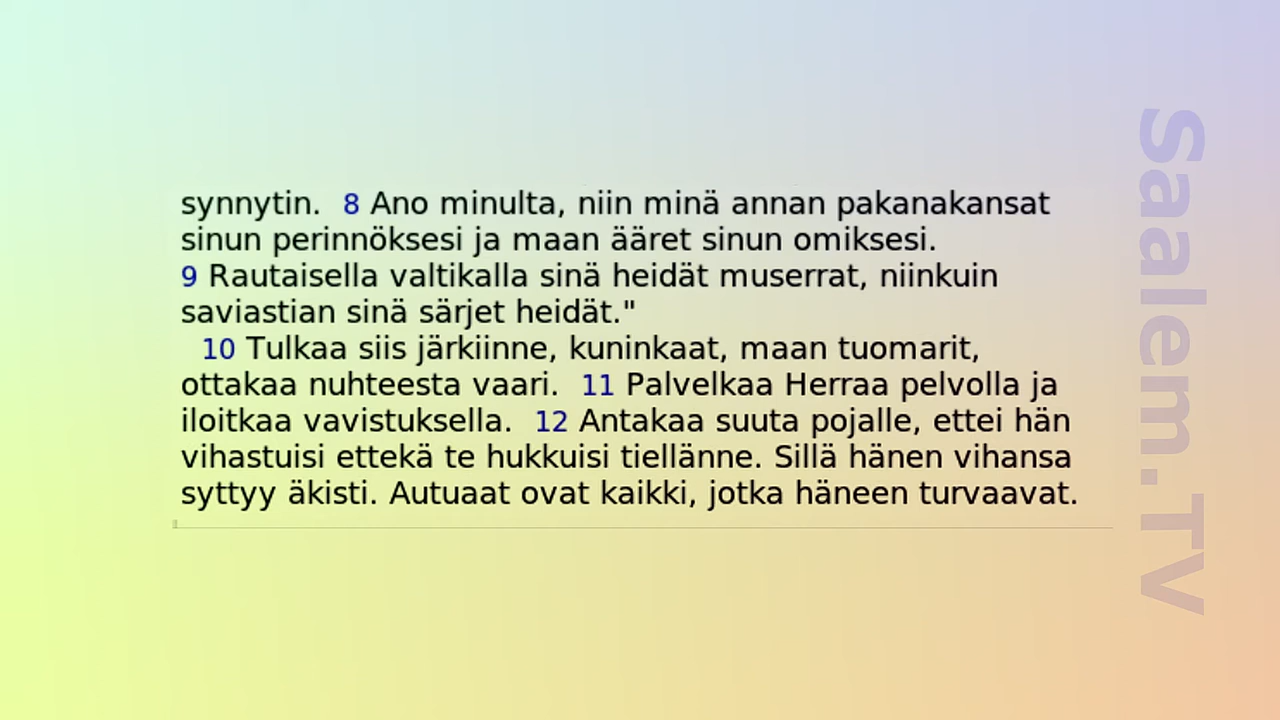 synnytin. 8 Ano minulta, niin minä annan pakanakansat
sinun perinnöksesi ja maan ääret sinun omiksesi.
9 Rautaisella valtikalla sinä heidät muserrat, niinkuin
saviastian sinä särjet heidät."
10 Tulkaa siis järkiinne, kuninkaat, maan tuomarit,
ottakaa nuhteesta vaari. 11 Palvelkaa Herraa pelvolla ja
iloitkaa vavistuksella. 12 Antakaa suuta pojalle, ettei hän
vihastuisi ettekä te hukkuisi tiellänne. Sillä hänen vihansa
syttyy äkisti. Autuaat ovat kaikki, jotka häneen turvaavat.
Saalem.TV